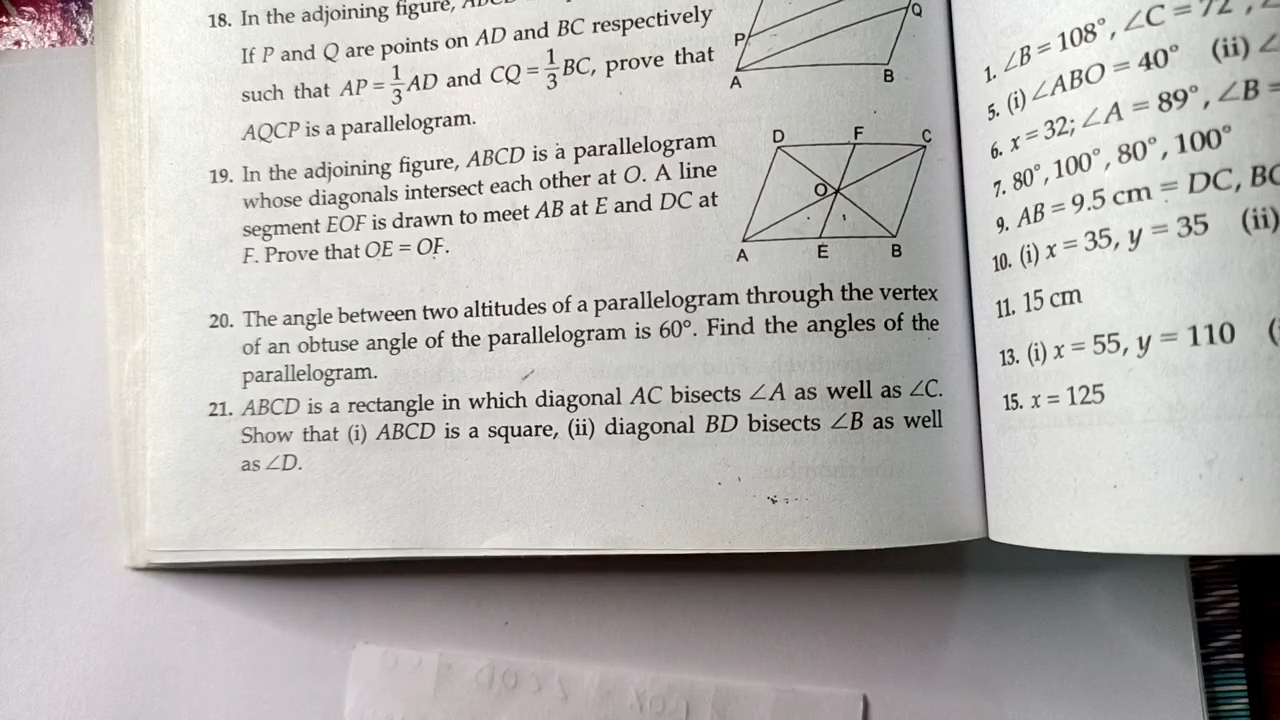 18. In the adjoining figure,
If P and Q are points on AD and BC respectively
such that AP = 1/3 AD and CQ = 1/3 BC, prove that
AQCP is a parallelogram.
P
Q
A
B
19. In the adjoining figure, ABCD is a parallelogram
whose diagonals intersect each other at O. A line
segment EOF is drawn to meet AB at E and DC at
F. Prove that OE = OF.
D F C
O
A E B
20. The angle between two altitudes of a parallelogram through the vertex
of an obtuse angle of the parallelogram is 60°. Find the angles of the
parallelogram.
21. ABCD is a rectangle in which diagonal AC bisects ∠A as well as ∠C.
Show that (i) ABCD is a square, (ii) diagonal BD bisects ∠B as well
as ∠D.
1. ∠B = 108°, ∠C = 72
5. (i) ∠ABO = 40° (ii) ∠
6. x = 32; ∠A = 89°, ∠B =
7. 80°, 100°, 80°, 100°
9. AB = 9.5 cm = DC, BC
10. (i) x = 35, y = 35 (ii)
11. 15 cm
13. (i) x = 55, y = 110 (
15. x = 125